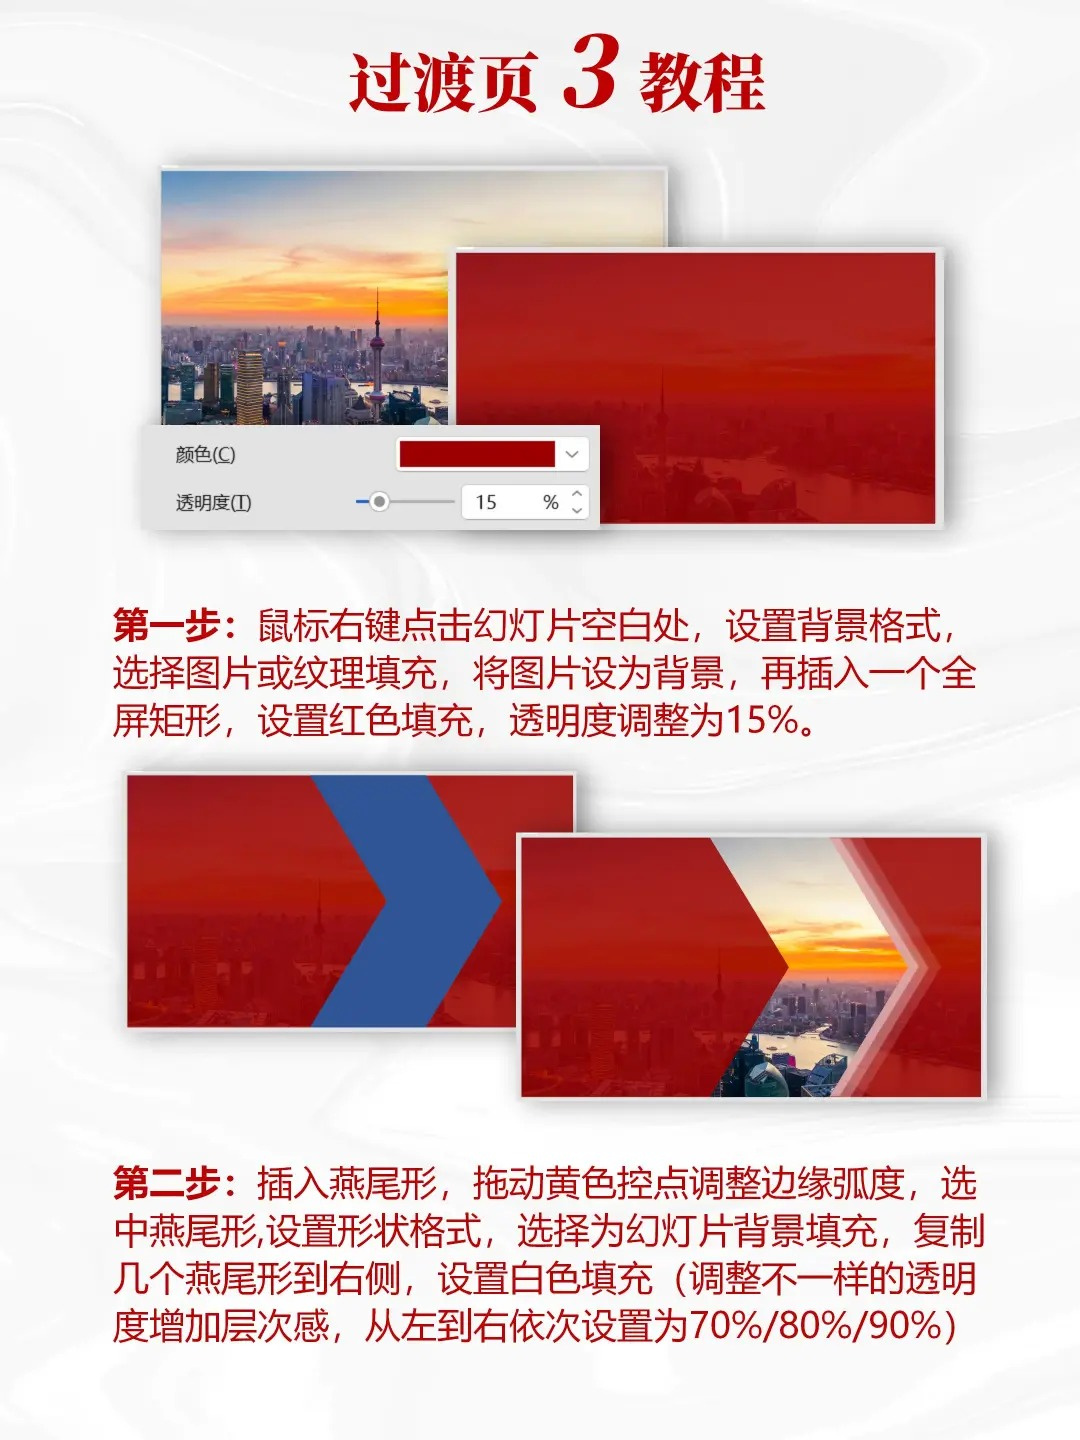 过渡页 3 教程
颜色(C)
透明度(T) 15 %
第一步：鼠标右键点击幻灯片空白处，设置背景格式，
选择图片或纹理填充，将图片设为背景，再插入一个全
屏矩形，设置红色填充，透明度调整为15%。
第二步：插入燕尾形，拖动黄色控点调整边缘弧度，选
中燕尾形,设置形状格式，选择为幻灯片背景填充，复制
几个燕尾形到右侧，设置白色填充（调整不一样的透明
度增加层次感，从左到右依次设置为70%/80%/90%）